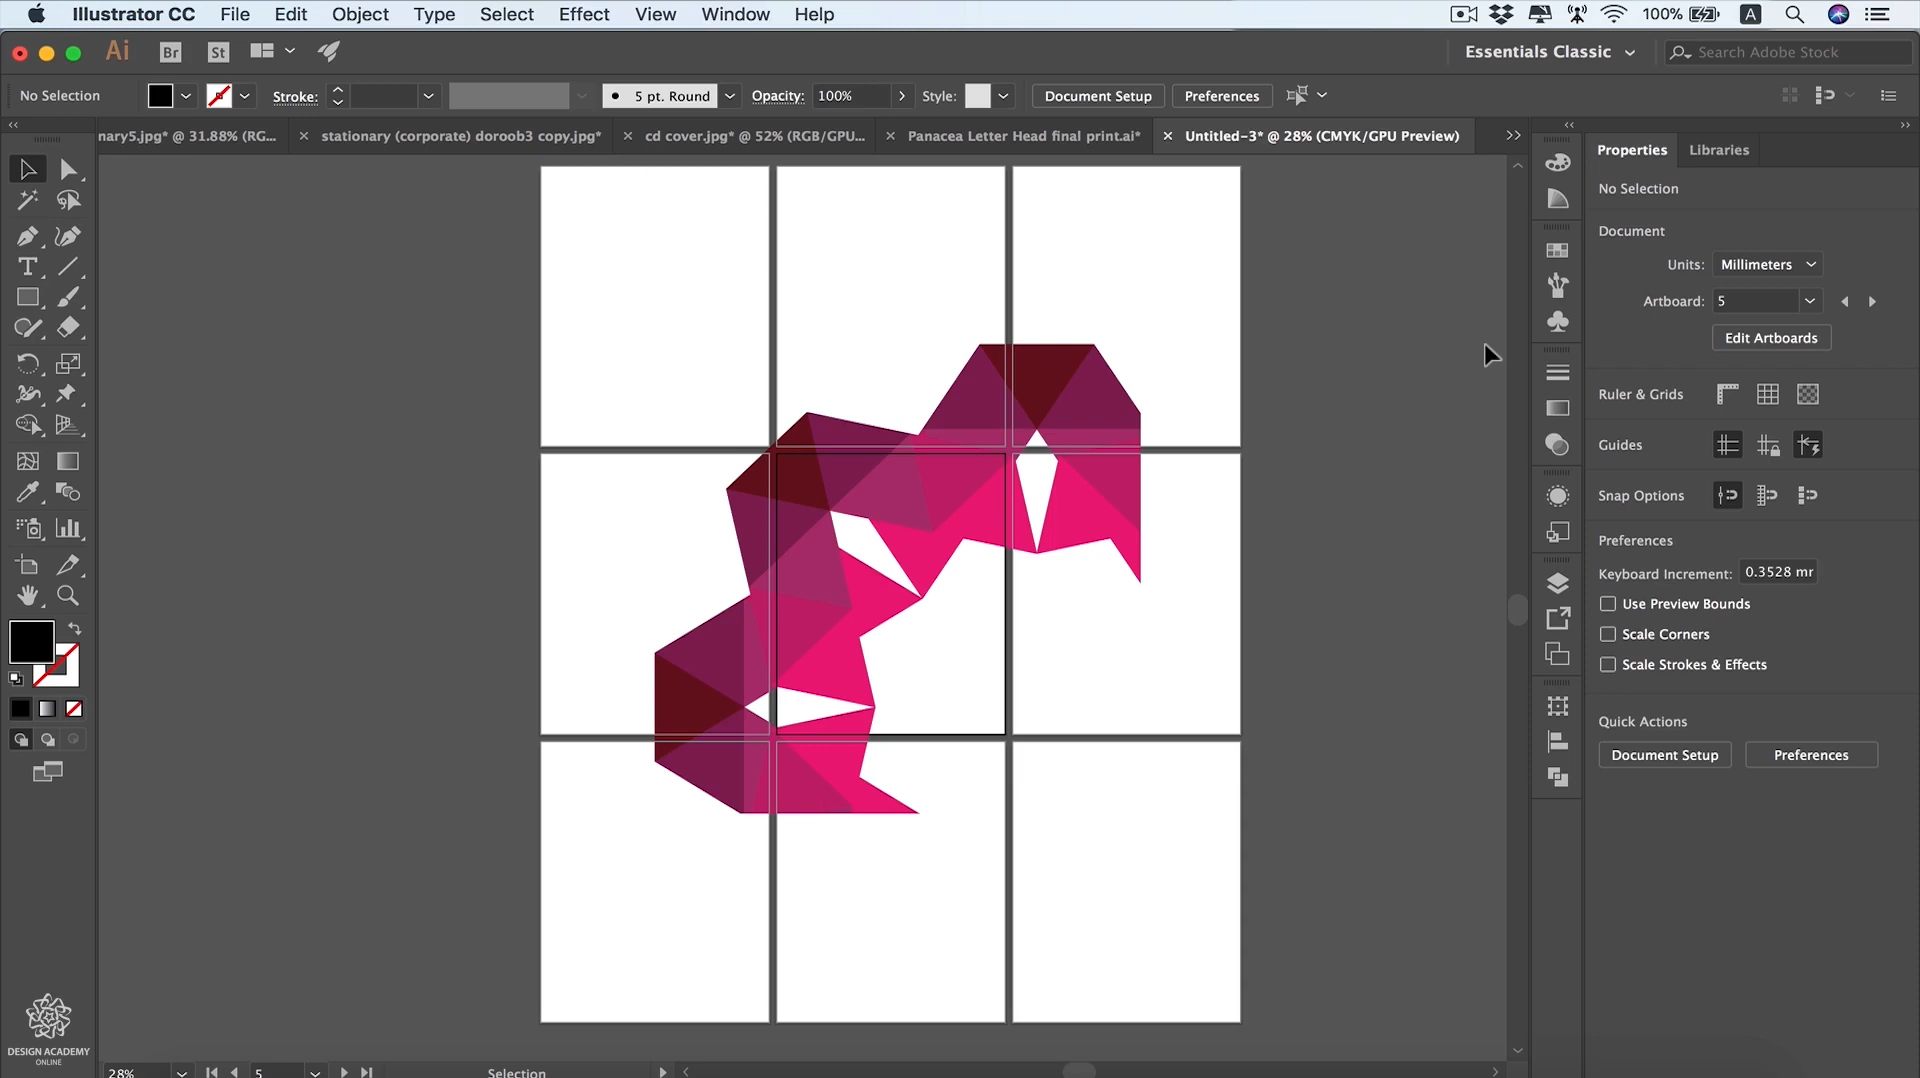 Illustrator CC File Edit Object Type Select Effect View Window Help 100% A
Ai Br St Essentials Classic Search Adobe Stock
No Selection Stroke: 5 pt. Round Opacity: 100% Style: Document Setup Preferences
nary5.jpg* @ 31.88% (RG... × stationary (corporate) doroob3 copy.jpg* × cd cover.jpg* @ 52% (RGB/GPU... × Panacea Letter Head final print.ai* × Untitled-3* @ 28% (CMYK/GPU Preview)
Properties Libraries
No Selection
Document
Units: Millimeters
Artboard: 5
Edit Artboards
Ruler & Grids
Guides
Snap Options
Preferences
Keyboard Increment: 0.3528 mr
Use Preview Bounds
Scale Corners
Scale Strokes & Effects
Quick Actions
Document Setup Preferences
DESIGN ACADEMY
ONLINE
28% 5 Selection